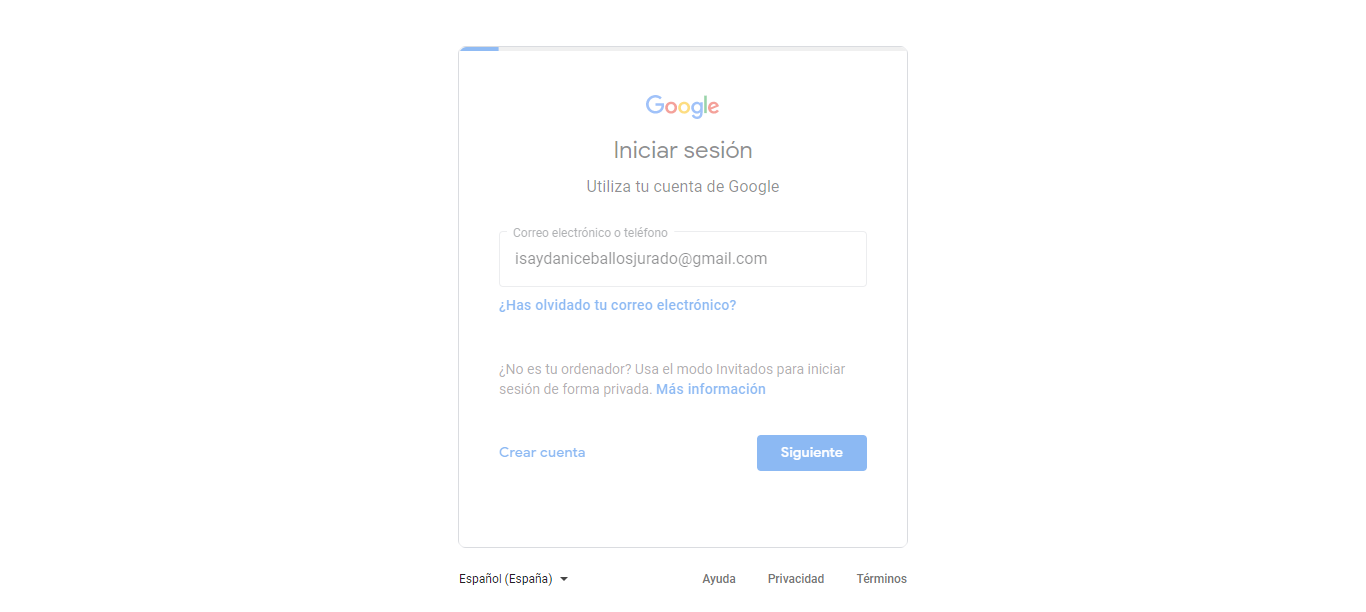 Google
Iniciar sesión
Utiliza tu cuenta de Google
Correo electrónico o teléfono
isaydaniceballosjurado@gmail.com
¿Has olvidado tu correo electrónico?
¿No es tu ordenador? Usa el modo Invitados para iniciar
sesión de forma privada. Más información
Crear cuenta
Siguiente
Español (España)
Ayuda
Privacidad
Términos